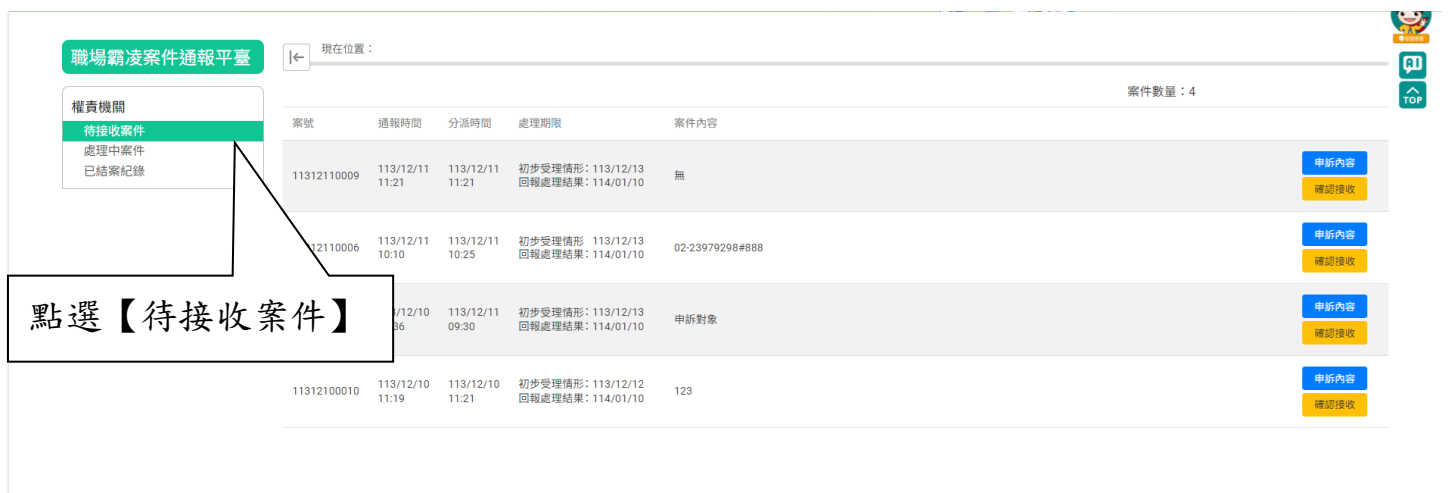 職場霸凌案件通報平臺
現在位置：
案件數量：4
TOP
權責機關
待接收案件
處理中案件
已結案紀錄
案號 通報時間 分派時間 處理期限 案件內容
11312110009 113/12/11 11:21 113/12/11 11:21 初步受理情形：113/12/13 無 申訴內容
回報處理結果：114/01/10 確認接收
12110006 113/12/11 10:10 113/12/11 10:25 初步受理情形 113/12/13 02-23979298#888 申訴內容
回報處理結果：114/01/10 確認接收
點選【待接收案件】
/12/10 36 113/12/11 09:30 初步受理情形：113/12/13 申訴對象 申訴內容
回報處理結果：114/01/10 確認接收
11312100010 113/12/10 11:19 113/12/10 11:21 初步受理情形：113/12/12 123 申訴內容
回報處理結果：114/01/10 確認接收